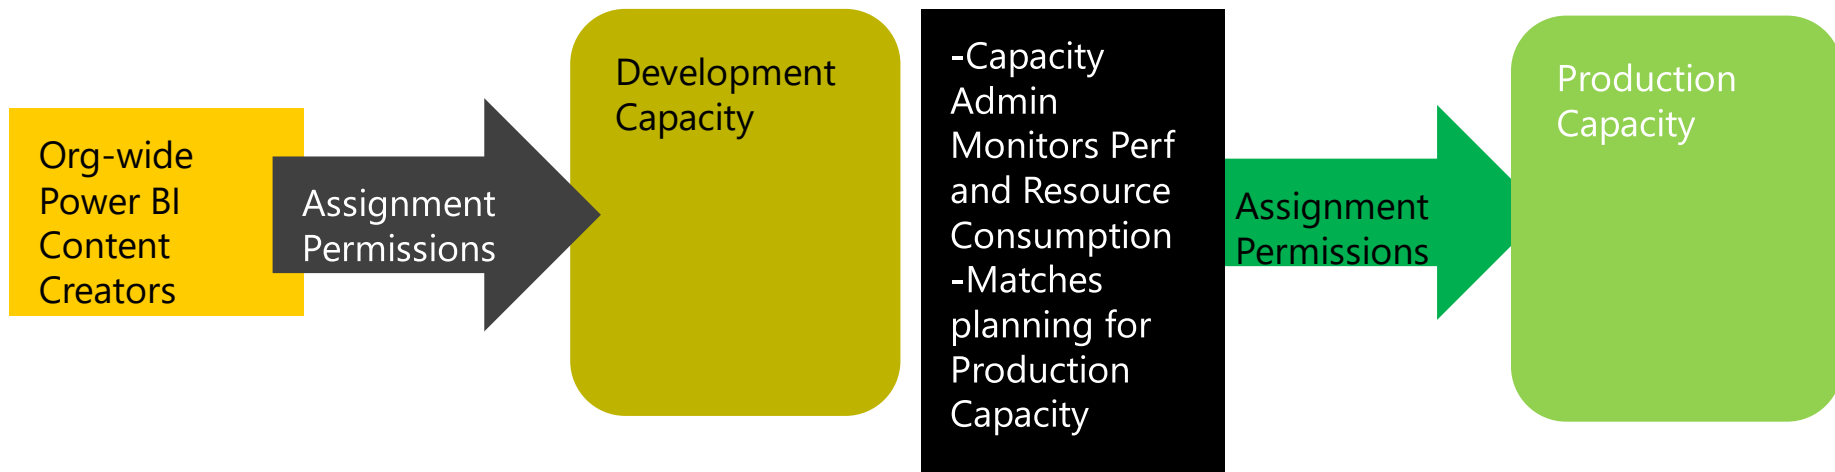 Org-wide
Power BI
Content
Creators
Assignment
Permissions
Development
Capacity
-Capacity
Admin
Monitors Perf
and Resource
Consumption
-Matches
planning for
Production
Capacity
Assignment
Permissions
Production
Capacity